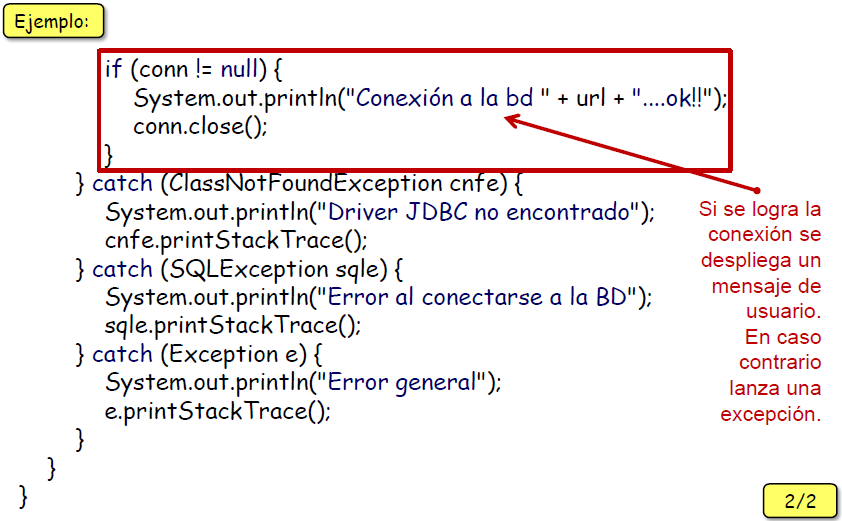 Ejemplo:
if (conn != null) {
System.out.println("Conexión a la bd " + url + "....ok!!");
conn.close();
}
} catch (ClassNotFoundException cnfe) {
System.out.println("Driver JDBC no encontrado");
cnfe.printStackTrace();
} catch (SQLException sqle) {
System.out.println("Error al conectarse a la BD");
sqle.printStackTrace();
} catch (Exception e) {
System.out.println("Error general");
e.printStackTrace();
}
}
}
Si se logra la
conexión se
despliega un
mensaje de
usuario.
En caso
contrario
lanza una
excepción.
2/2